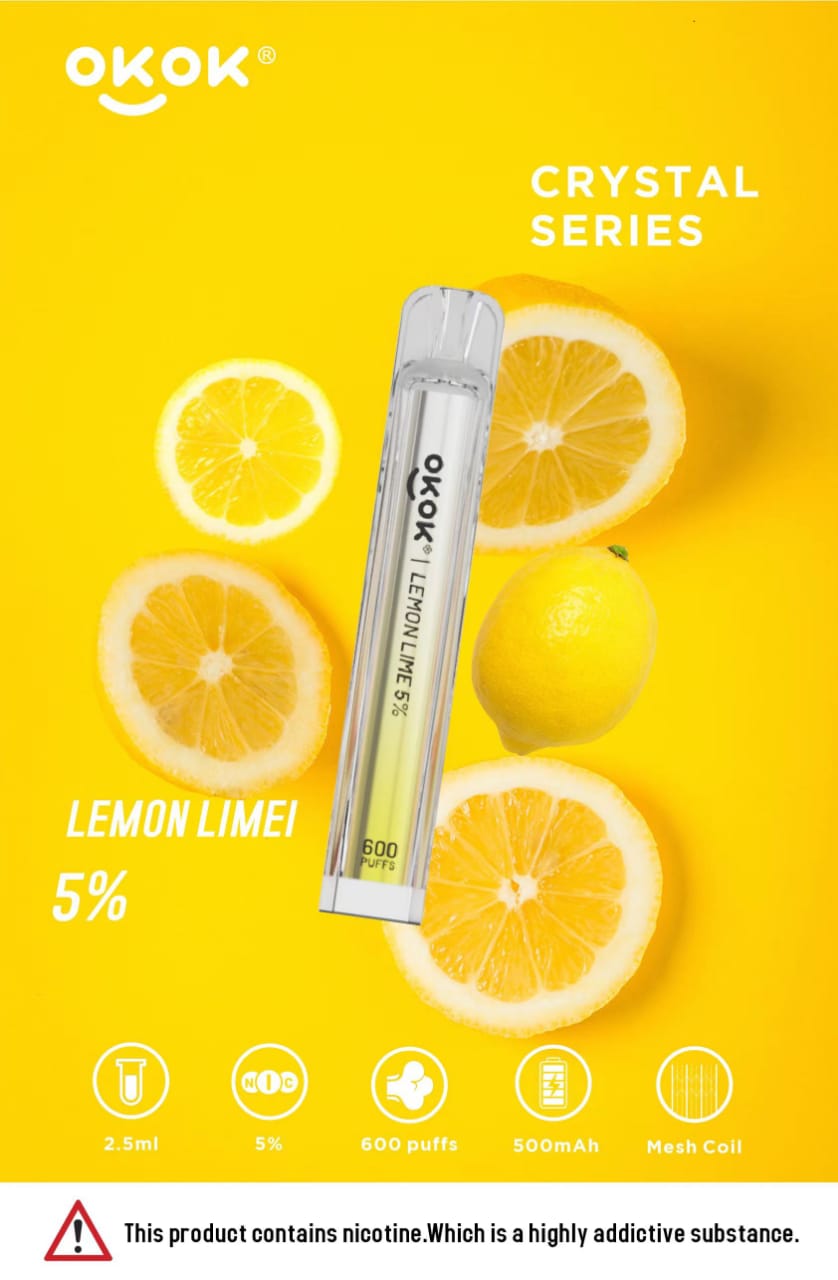 OKOK®
CRYSTAL
SERIES
OKOK® | LEMON LIME 5%
600
PUFFS
LEMON LIMEI
5%
NIC
2.5ml
5%
600 puffs
500mAh
Mesh Coil
This product contains nicotine.Which is a highly addictive substance.